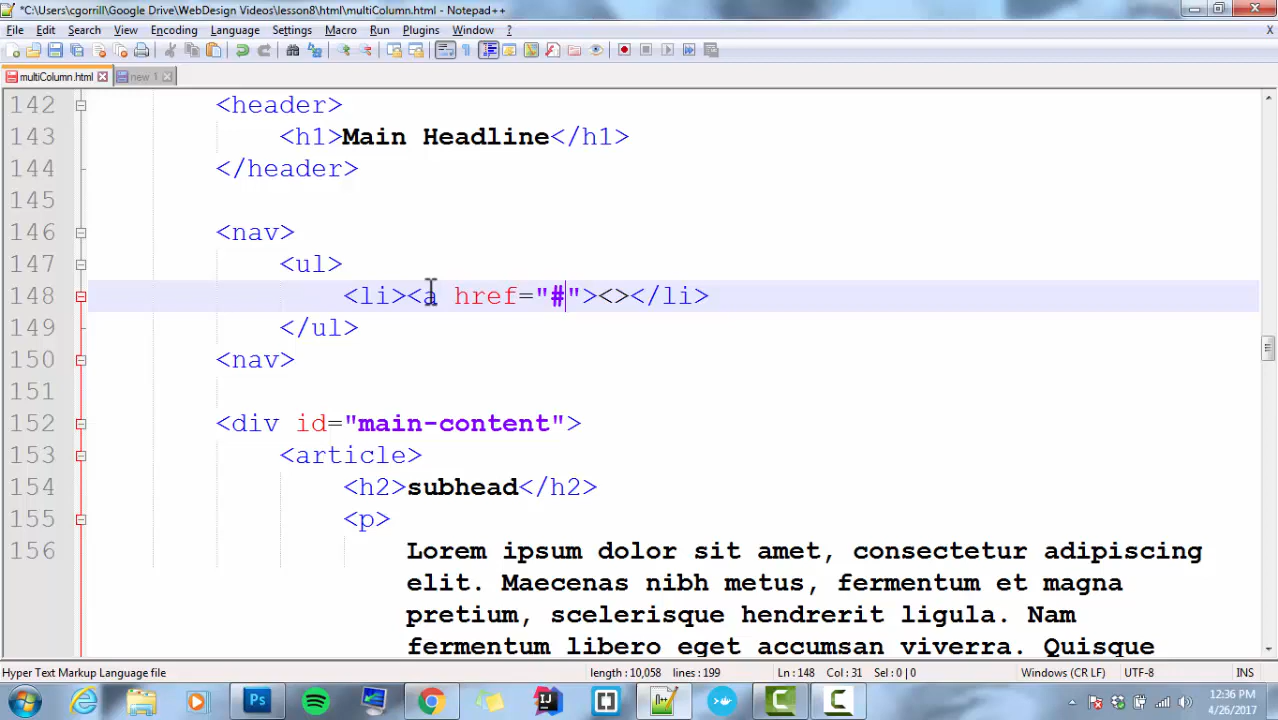 *C:\Users\cgorrill\Google Drive\WebDesign Videos\lesson8\html\multiColumn.html - Notepad++
File Edit Search View Encoding Language Settings Macro Run Plugins Window ? X
multiColumn.html new 1
142 <header>
143 <h1>Main Headline</h1>
144 </header>
145
146 <nav>
147 <ul>
148 <li><a href="#"><></li>
149 </ul>
150 <nav>
151
152 <div id="main-content">
153 <article>
154 <h2>subhead</h2>
155 <p>
156 Lorem ipsum dolor sit amet, consectetur adipiscing
elit. Maecenas nibh metus, fermentum et magna
pretium, scelerisque hendrerit ligula. Nam
fermentum libero eget accumsan viverra. Quisque
Hyper Text Markup Language file length : 10,058 lines : 199 Ln : 148 Col : 31 Sel : 0 | 0 Windows (CR LF) UTF-8 INS
Ps IJ 12:36 PM
4/26/2017